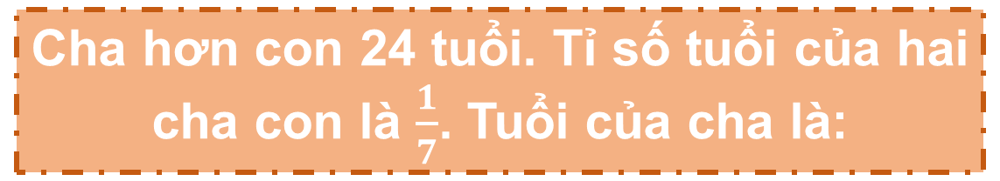 Cha hơn con 24 tuổi. Tỉ số tuổi của hai
cha con là 1/7. Tuổi của cha là: